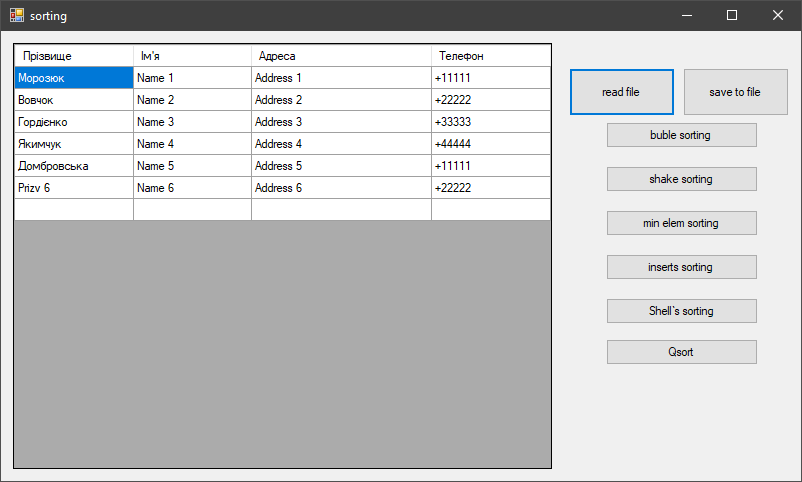 sorting
Прізвище Ім'я Адреса Телефон
Морозюк Name 1 Address 1 +11111
Вовчок Name 2 Address 2 +22222
Гордієнко Name 3 Address 3 +33333
Якимчук Name 4 Address 4 +44444
Домбровська Name 5 Address 5 +11111
Prizv 6 Name 6 Address 6 +22222
read file save to file
buble sorting
shake sorting
min elem sorting
inserts sorting
Shell`s sorting
Qsort